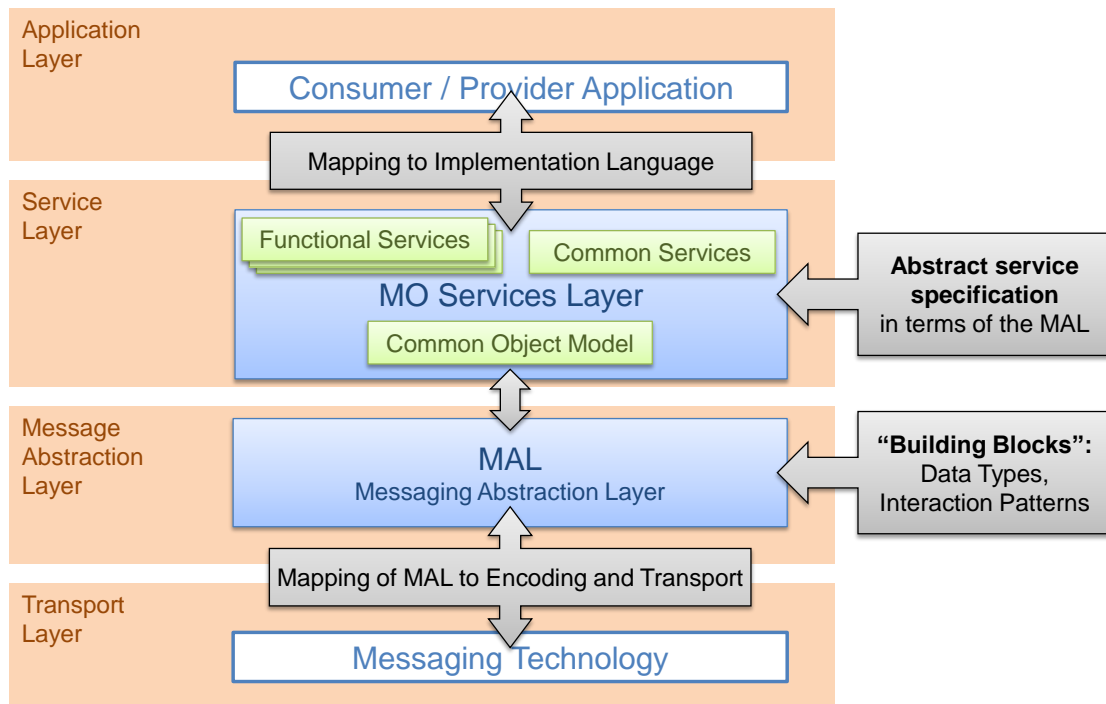 Application
Layer
Consumer / Provider Application
Mapping to Implementation Language
Service
Layer
Functional Services
Common Services
MO Services Layer
Common Object Model
Abstract service
specification
in terms of the MAL
Message
Abstraction
Layer
MAL
Messaging Abstraction Layer
“Building Blocks”:
Data Types,
Interaction Patterns
Mapping of MAL to Encoding and Transport
Transport
Layer
Messaging Technology